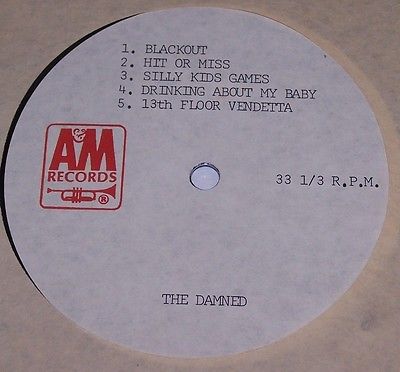 1. BLACKOUT
2. HIT OR MISS
3. SILLY KIDS GAMES
4. DRINKING ABOUT MY BABY
5. 13th FLOOR VENDETTA
A&M
RECORDS
®
33 1/3 R.P.M.
THE DAMNED